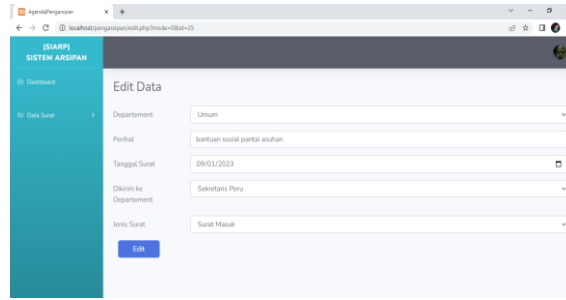 Agenda|Pengarsipan
localhost/pengarsipan/edit.php?mode=0&id=25
|SIARP|
SISTEM ARSIPAN
Dashboard
Data Surat
Edit Data
Departement
Umum
Perihal
bantuan sosial pantai asuhan
Tanggal Surat
09/01/2023
Dikirim ke
Departement
Sekretaris Peru
Jenis Surat
Surat Masuk
Edit